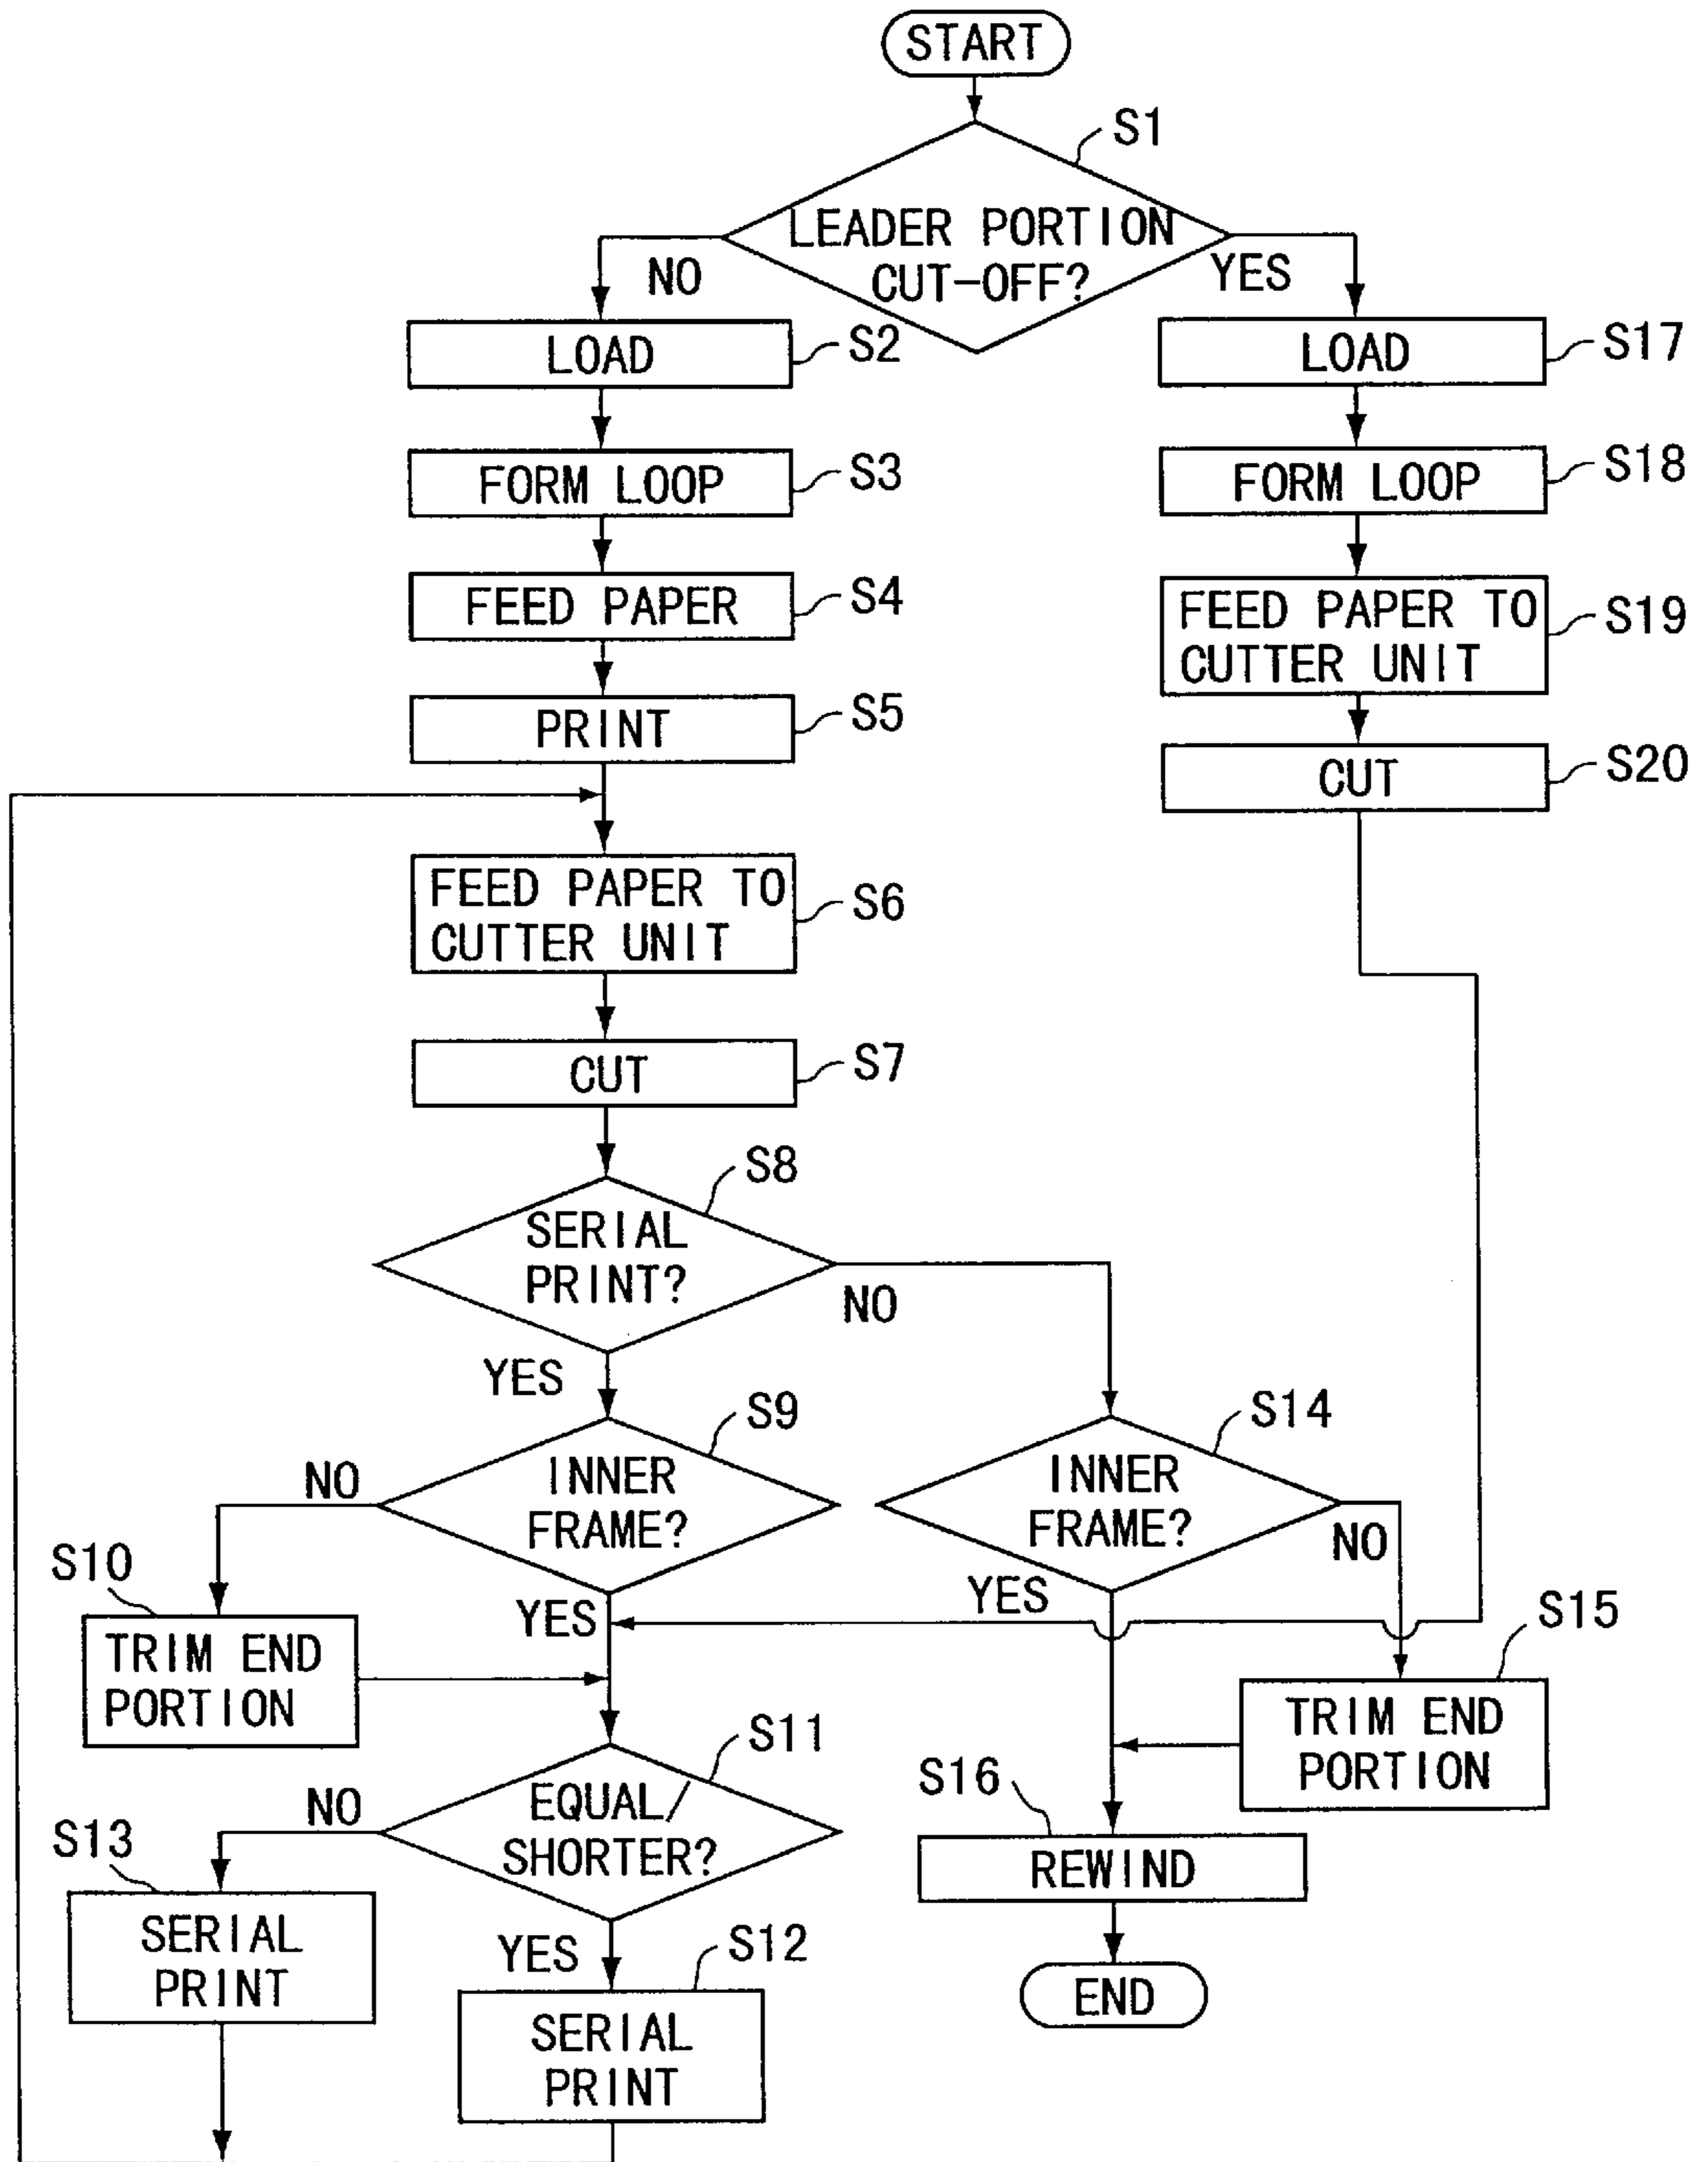 START
S1
LEADER PORTION
CUT-OFF?
NO
YES
LOAD
S2
LOAD
S17
FORM LOOP
S3
FORM LOOP
S18
FEED PAPER
S4
FEED PAPER TO
CUTTER UNIT
S19
PRINT
S5
CUT
S20
FEED PAPER TO
CUTTER UNIT
S6
CUT
S7
S8
SERIAL
PRINT?
NO
YES
S9
S14
NO
INNER
FRAME?
INNER
FRAME?
NO
S10
YES
YES
S15
TRIM END
PORTION
TRIM END
PORTION
S11
NO
EQUAL/
SHORTER?
S16
S13
REWIND
SERIAL
PRINT
YES
S12
END
SERIAL
PRINT